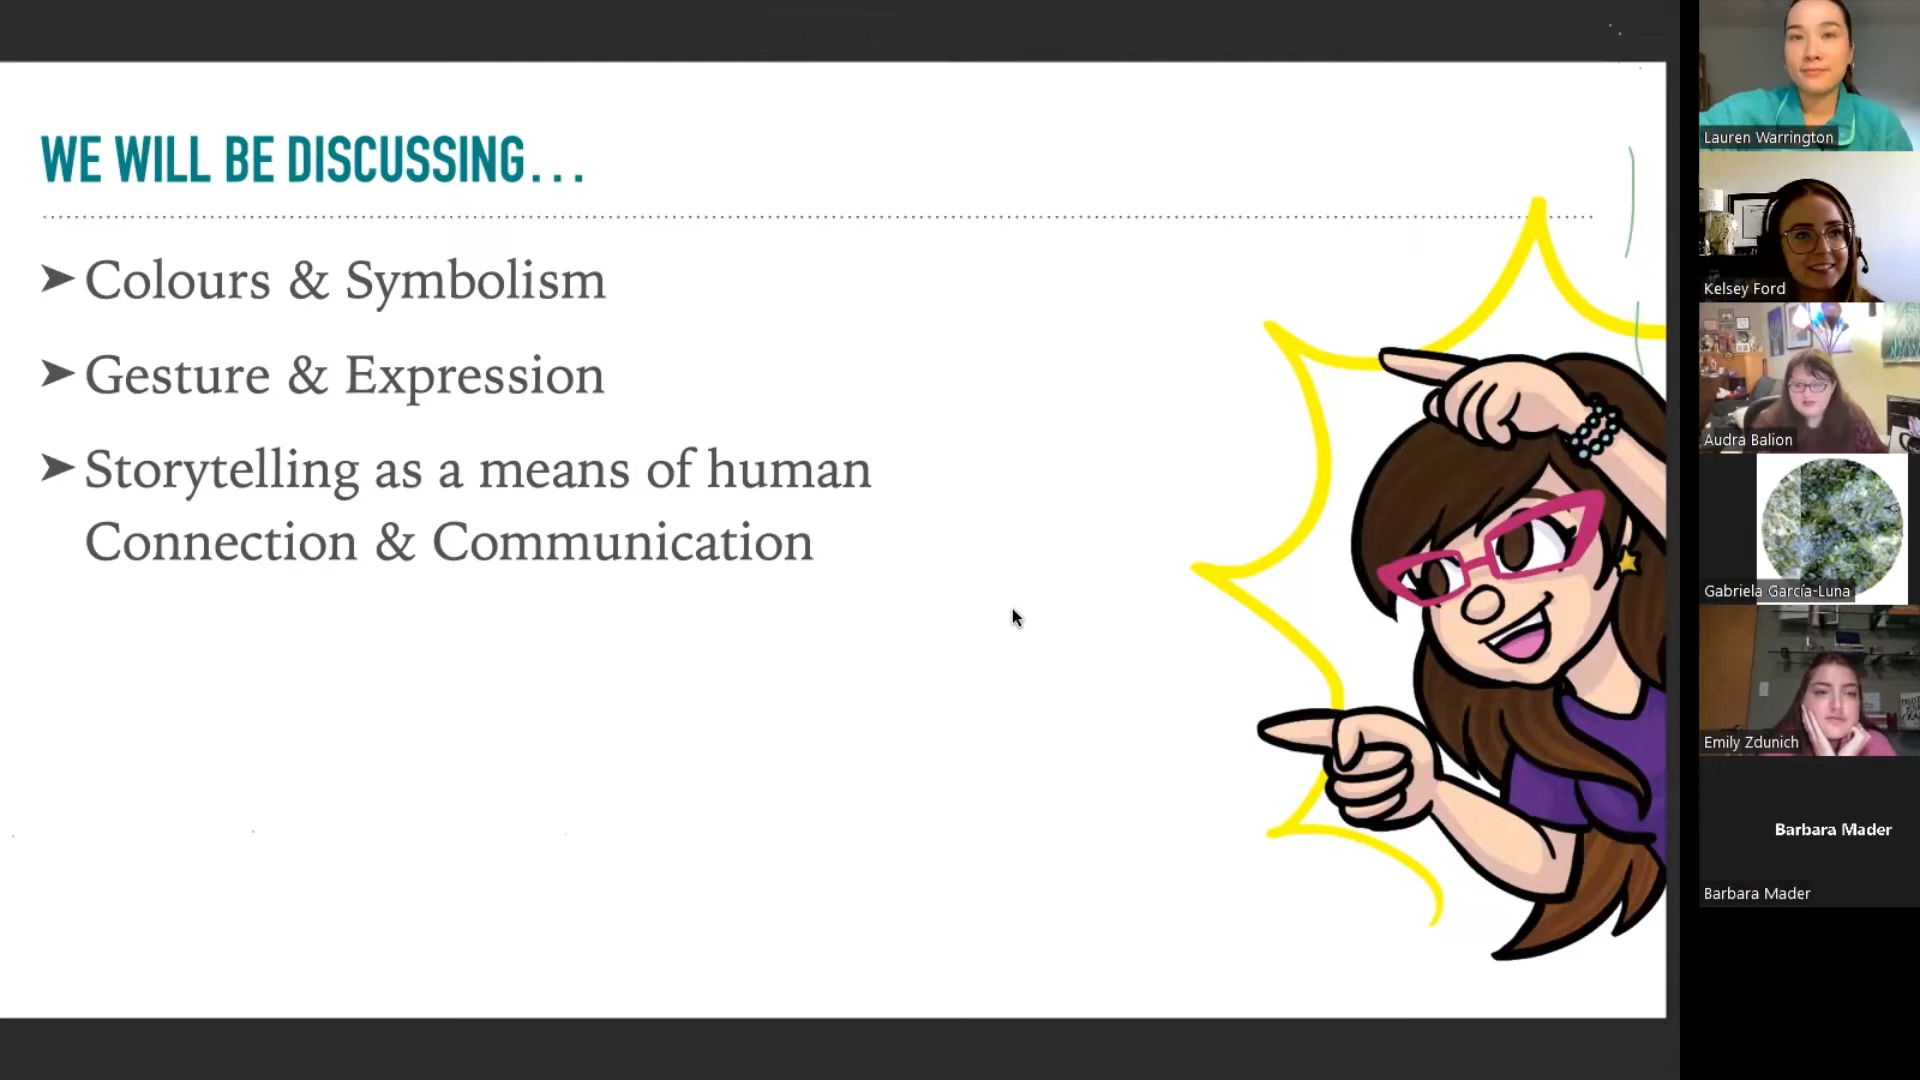 WE WILL BE DISCUSSING...
➤ Colours & Symbolism
➤ Gesture & Expression
➤ Storytelling as a means of human
Connection & Communication
Lauren Warrington
Kelsey Ford
Audra Balion
Gabriela García-Luna
Emily Zdunich
Barbara Mader
Barbara Mader